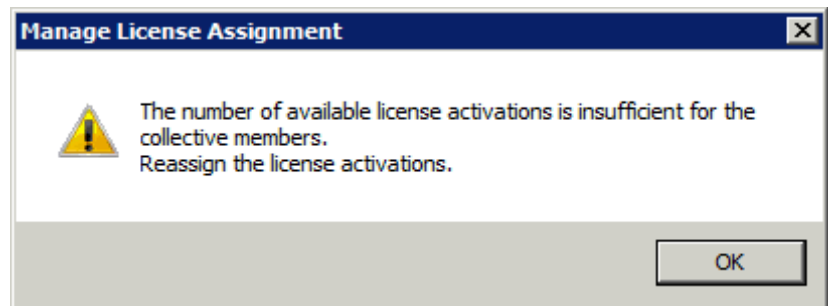 Manage License Assignment
The number of available license activations is insufficient for the
collective members.
Reassign the license activations.
OK